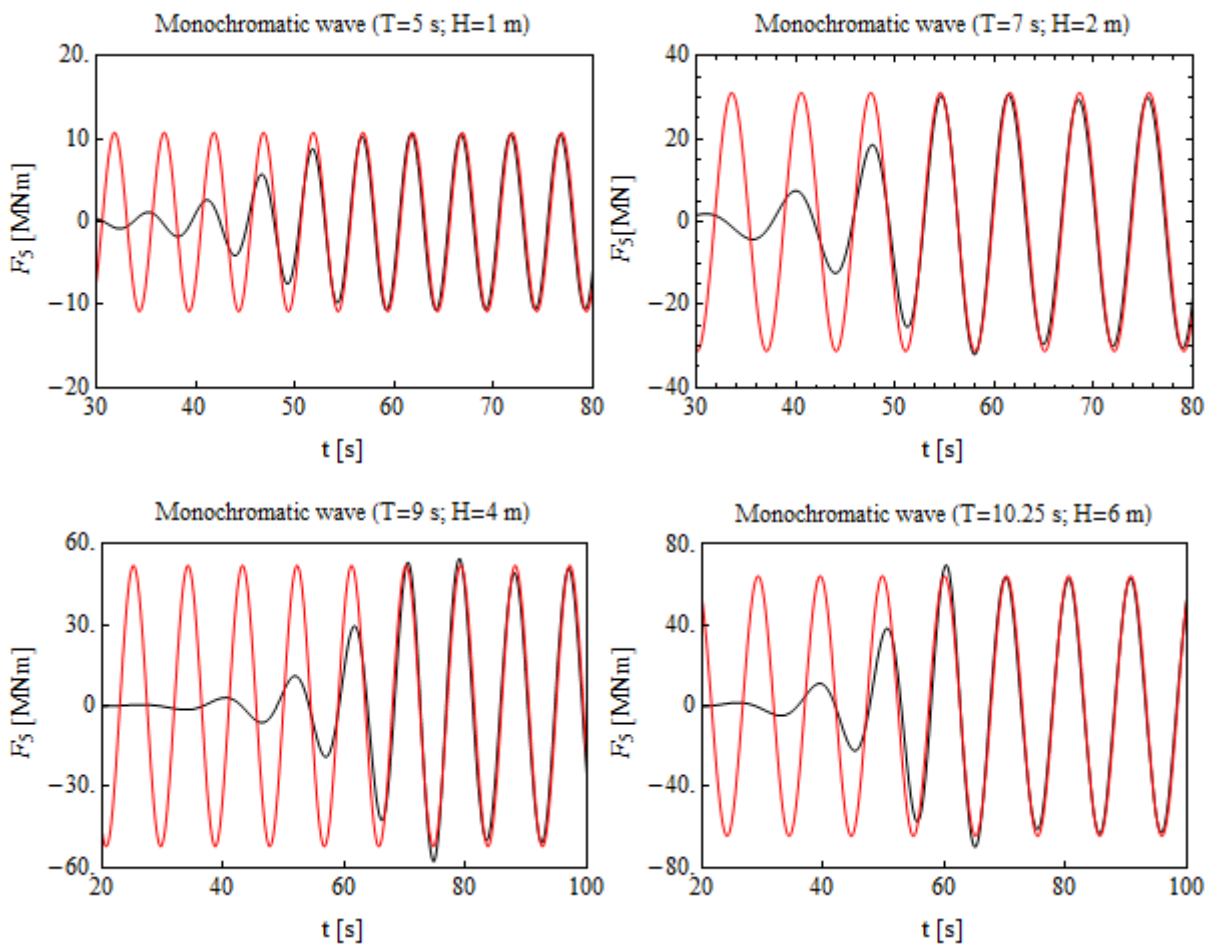 Monochromatic wave (T=5 s; H=1 m)
20.
10
0
−10
−20
30 40 50 60 70 80
F5 [MNm]
t [s]
Monochromatic wave (T=7 s; H=2 m)
40
20
0
−20
−40
30 40 50 60 70 80
F5[MN]
t [s]
Monochromatic wave (T=9 s; H=4 m)
60.
30.
0
−30.
−60.
20 40 60 80 100
F5 [MNm]
t [s]
Monochromatic wave (T=10.25 s; H=6 m)
80.
40.
0
−40.
−80.
20 40 60 80 100
F5 [MNm]
t [s]